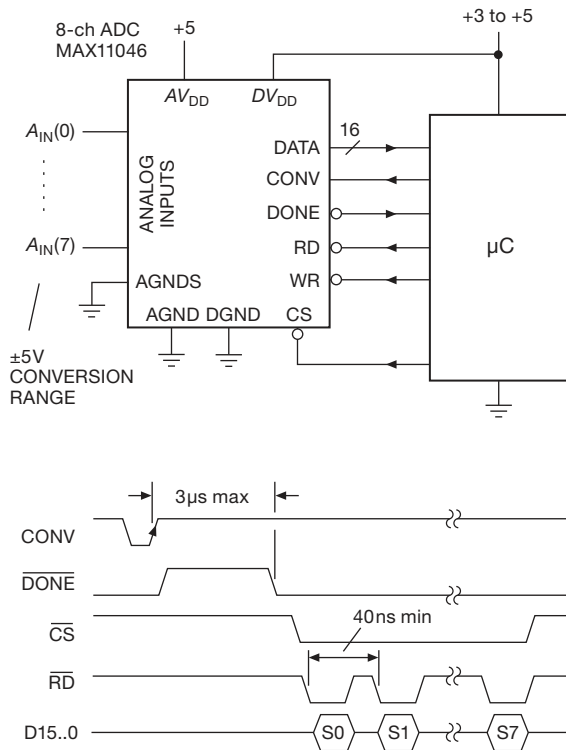 8-ch ADC
MAX11046
+5
+3 to +5
AVDD
DVDD
AIN(0)
AIN(7)
ANALOG
INPUTS
DATA
16
CONV
DONE
RD
WR
µC
AGNDS
AGND
DGND
CS
±5V
CONVERSION
RANGE
3µs max
CONV
DONE
CS
40ns min
RD
D15..0
S0
S1
S7